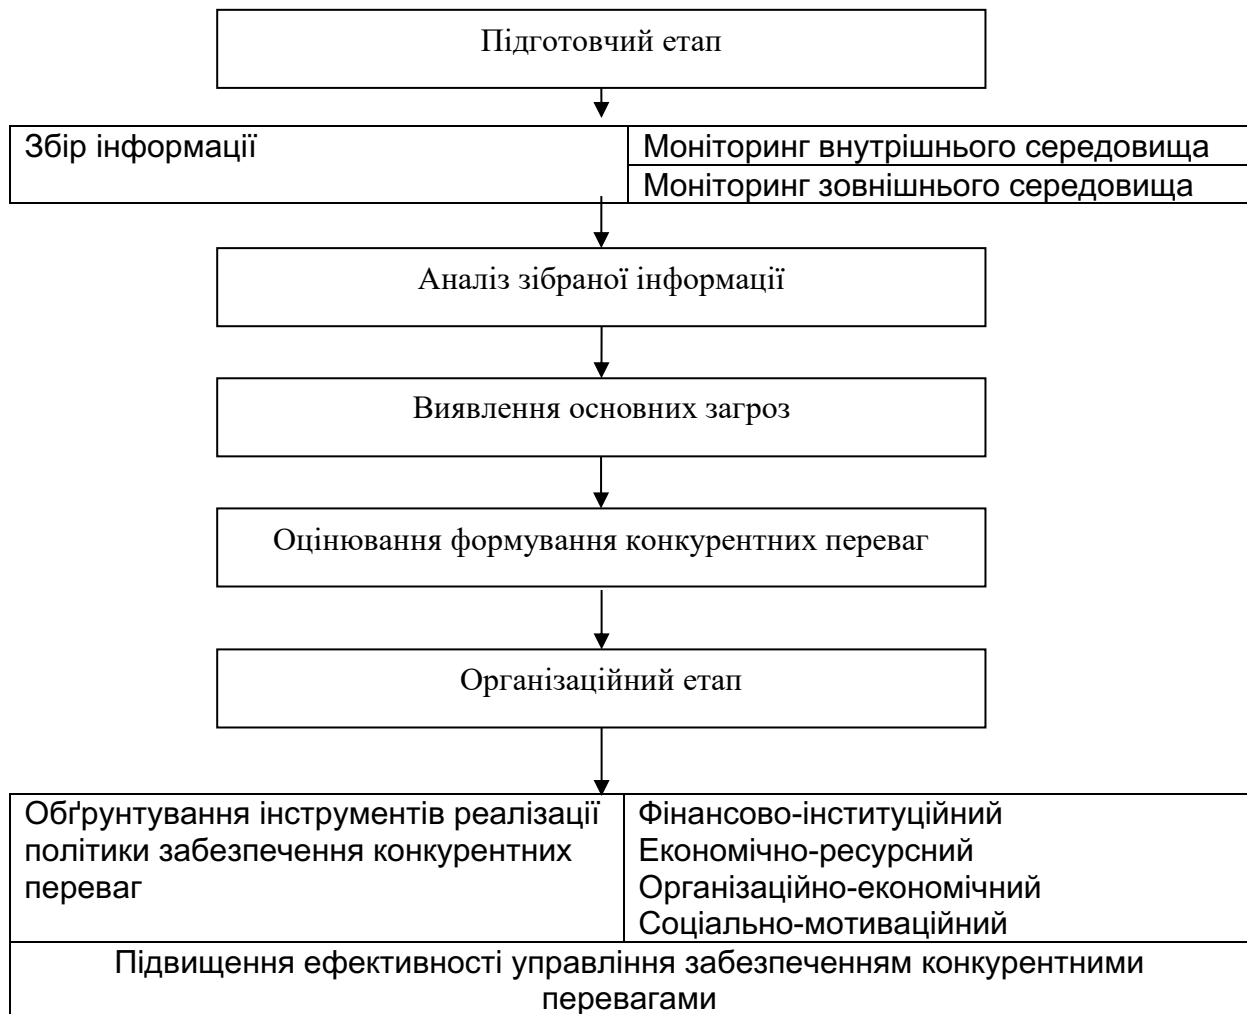 Підготовчий етап
Збір інформації
Моніторинг внутрішнього середовища
Моніторинг зовнішнього середовища
Аналіз зібраної інформації
Виявлення основних загроз
Оцінювання формування конкурентних переваг
Організаційний етап
Обґрунтування інструментів реалізації
політики забезпечення конкурентних
переваг
Фінансово-інституційний
Економічно-ресурсний
Організаційно-економічний
Соціально-мотиваційний
Підвищення ефективності управління забезпеченням конкурентними
перевагами